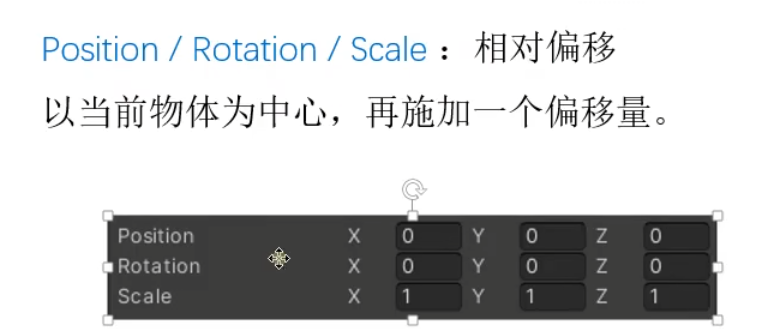 Position / Rotation / Scale ：相对偏移
以当前物体为中心，再施加一个偏移量。
Position X 0 Y 0 Z 0
Rotation X 0 Y 0 Z 0
Scale X 1 Y 1 Z 1